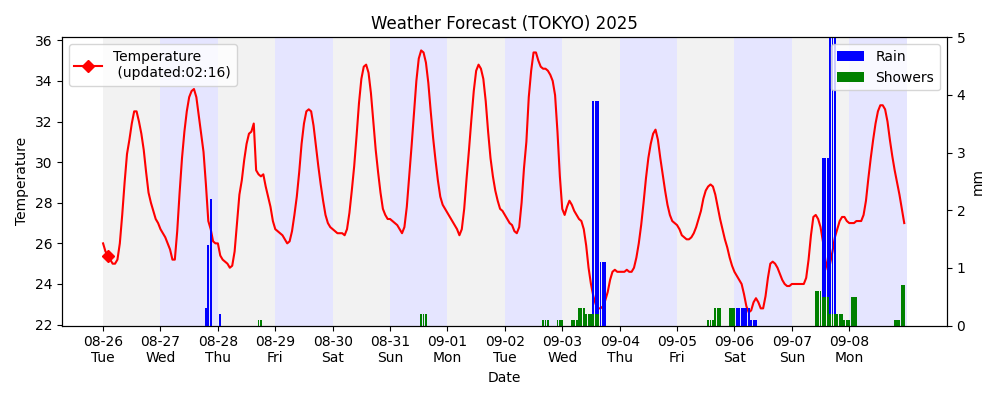 Weather Forecast (TOKYO) 2025
Temperature
(updated:02:16)
Rain
Showers
36
34
32
30
28
26
24
22
Temperature
5
4
3
2
1
0
mm
08-26 08-27 08-28 08-29 08-30 08-31 09-01 09-02 09-03 09-04 09-05 09-06 09-07 09-08
Tue Wed Thu Fri Sat Sun Mon Tue Wed Thu Fri Sat Sun Mon
Date